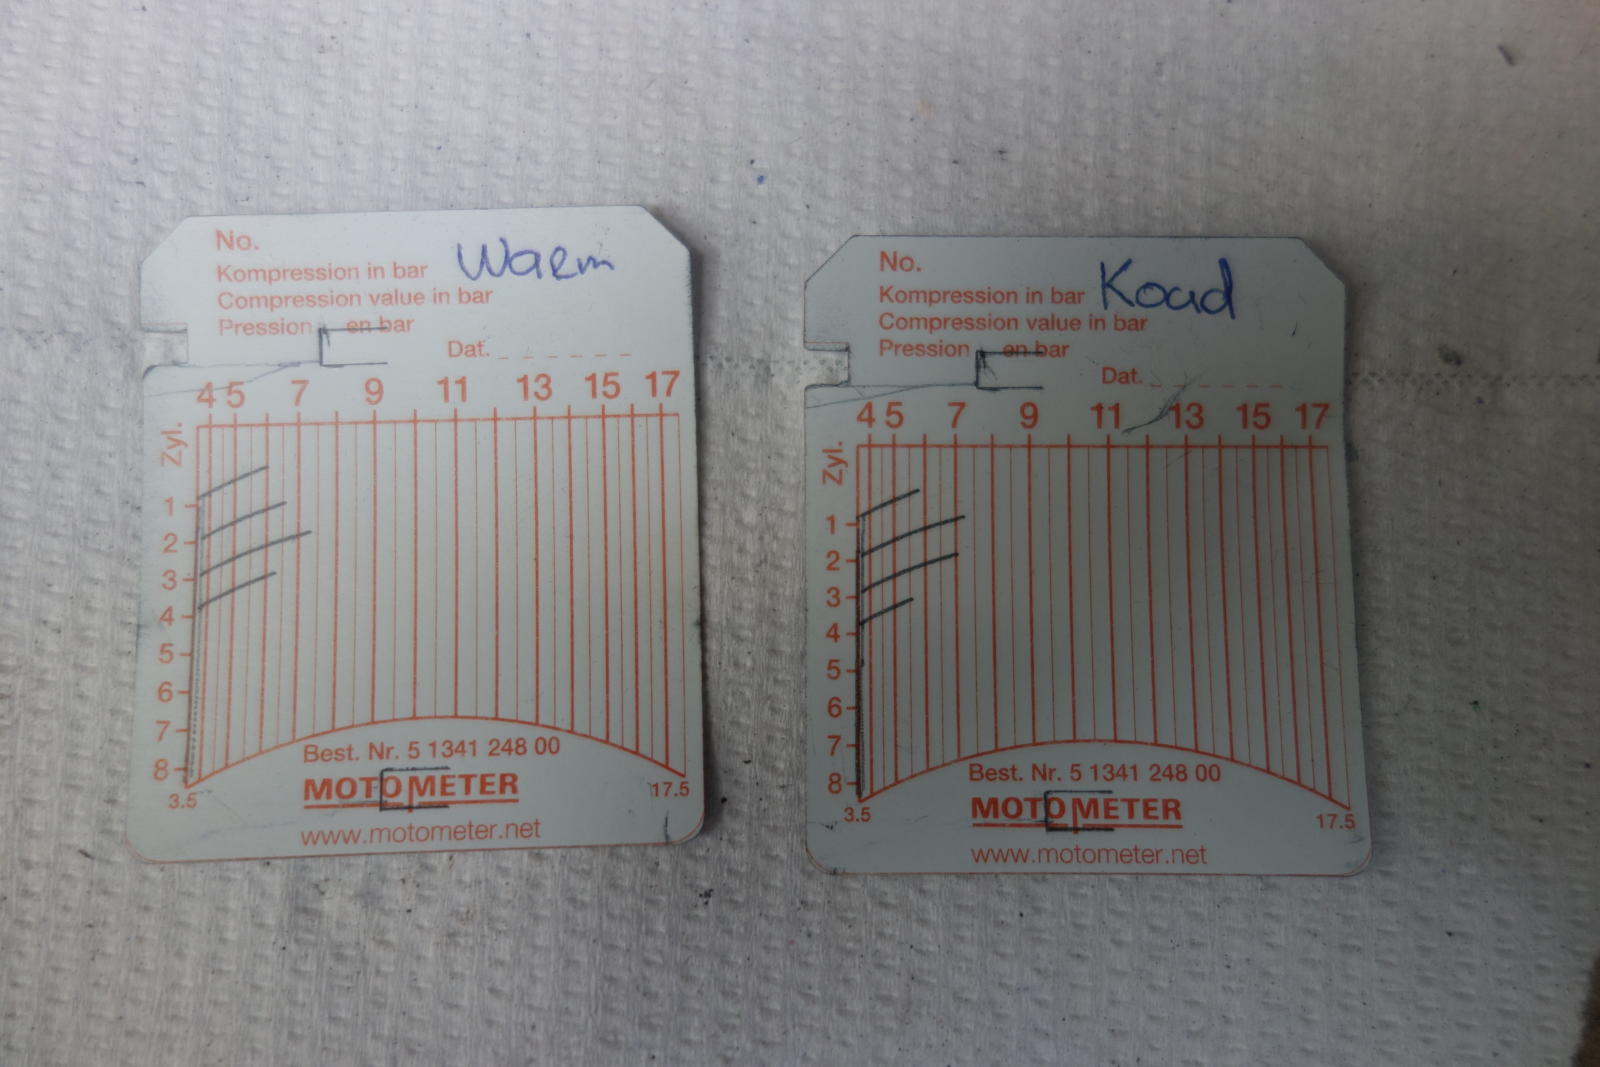 No.
Kompression in bar Warm
Compression value in bar
Pression en bar
Dat.
4 5 7 9 11 13 15 17
Zyl.
1
2
3
4
5
6
7
8
3.5
17.5
Best. Nr. 5 1341 248 00
MOTOMETER
www.motometer.net
No.
Kompression in bar Koud
Compression value in bar
Pression en bar
Dat.
4 5 7 9 11 13 15 17
Zyl.
1
2
3
4
5
6
7
8
3.5
17.5
Best. Nr. 5 1341 248 00
MOTOMETER
www.motometer.net